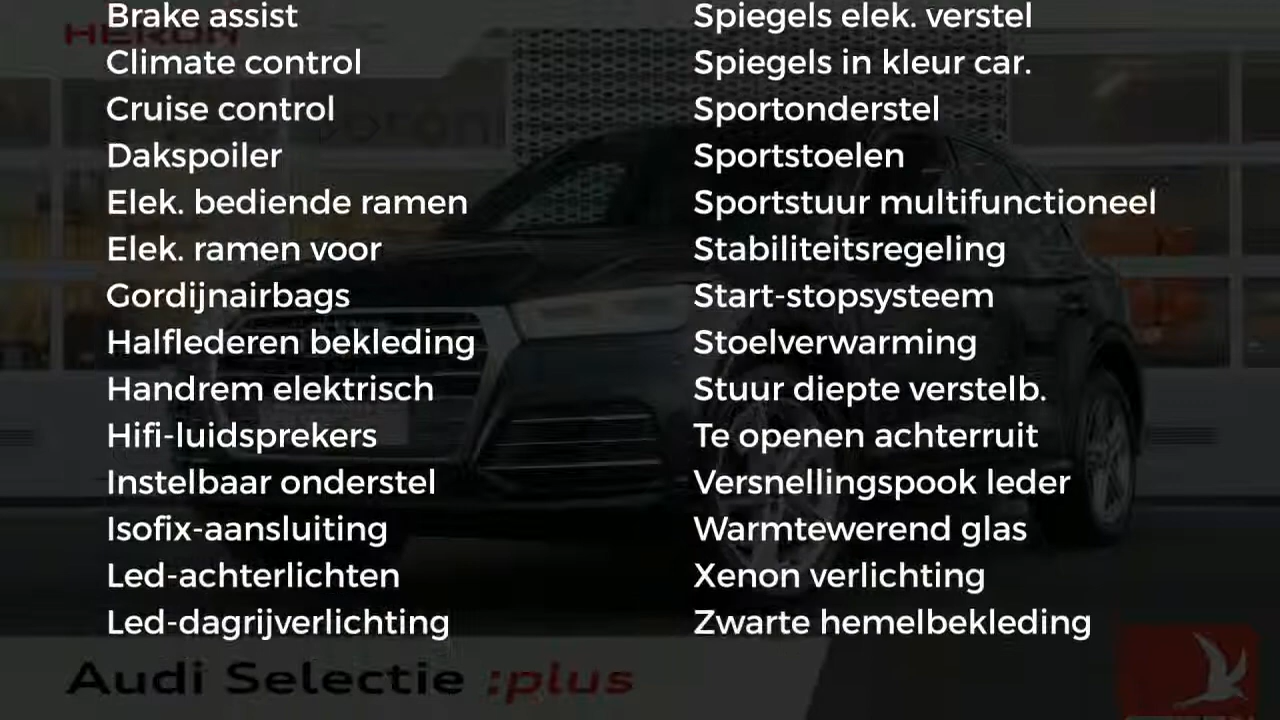 HERON
Brake assist
Climate control
Cruise control
Dakspoiler
Elek. bediende ramen
Elek. ramen voor
Gordijnairbags
Halflederen bekleding
Handrem elektrisch
Hifi-luidsprekers
Instelbaar onderstel
Isofix-aansluiting
Led-achterlichten
Led-dagrijverlichting
Spiegels elek. verstel
Spiegels in kleur car.
Sportonderstel
Sportstoelen
Sportstuur multifunctioneel
Stabiliteitsregeling
Start-stopsysteem
Stoelverwarming
Stuur diepte verstelb.
Te openen achterruit
Versnellingspook leder
Warmtewerend glas
Xenon verlichting
Zwarte hemelbekleding
Audi Selectie :plus